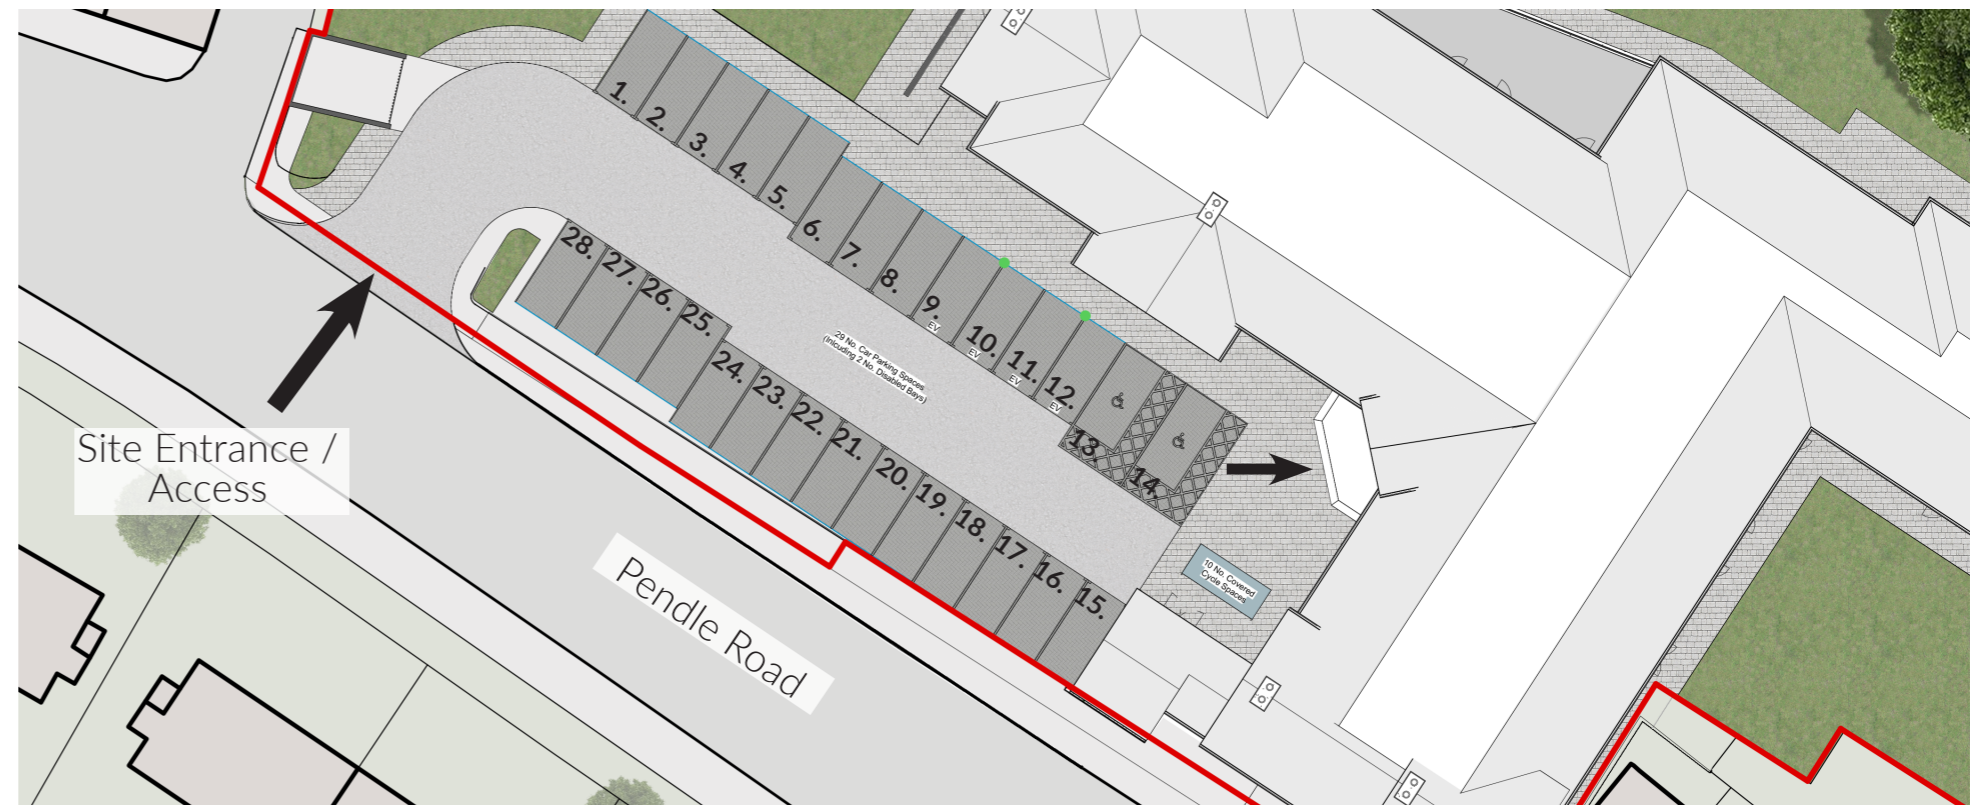 1.
2.
3.
4.
5.
6.
7.
8.
9.
EV
10.
EV
11.
EV
12.
EV
13.
14.
28.
27.
26.
25.
24.
23.
22.
21.
20.
19.
18.
17.
16.
15.
29 No. Car Parking Spaces
(Inlcuding 2 No. Disabled Bays)
Site Entrance /
Access
Pendle Road
10 No. Covered
Cycle Spaces